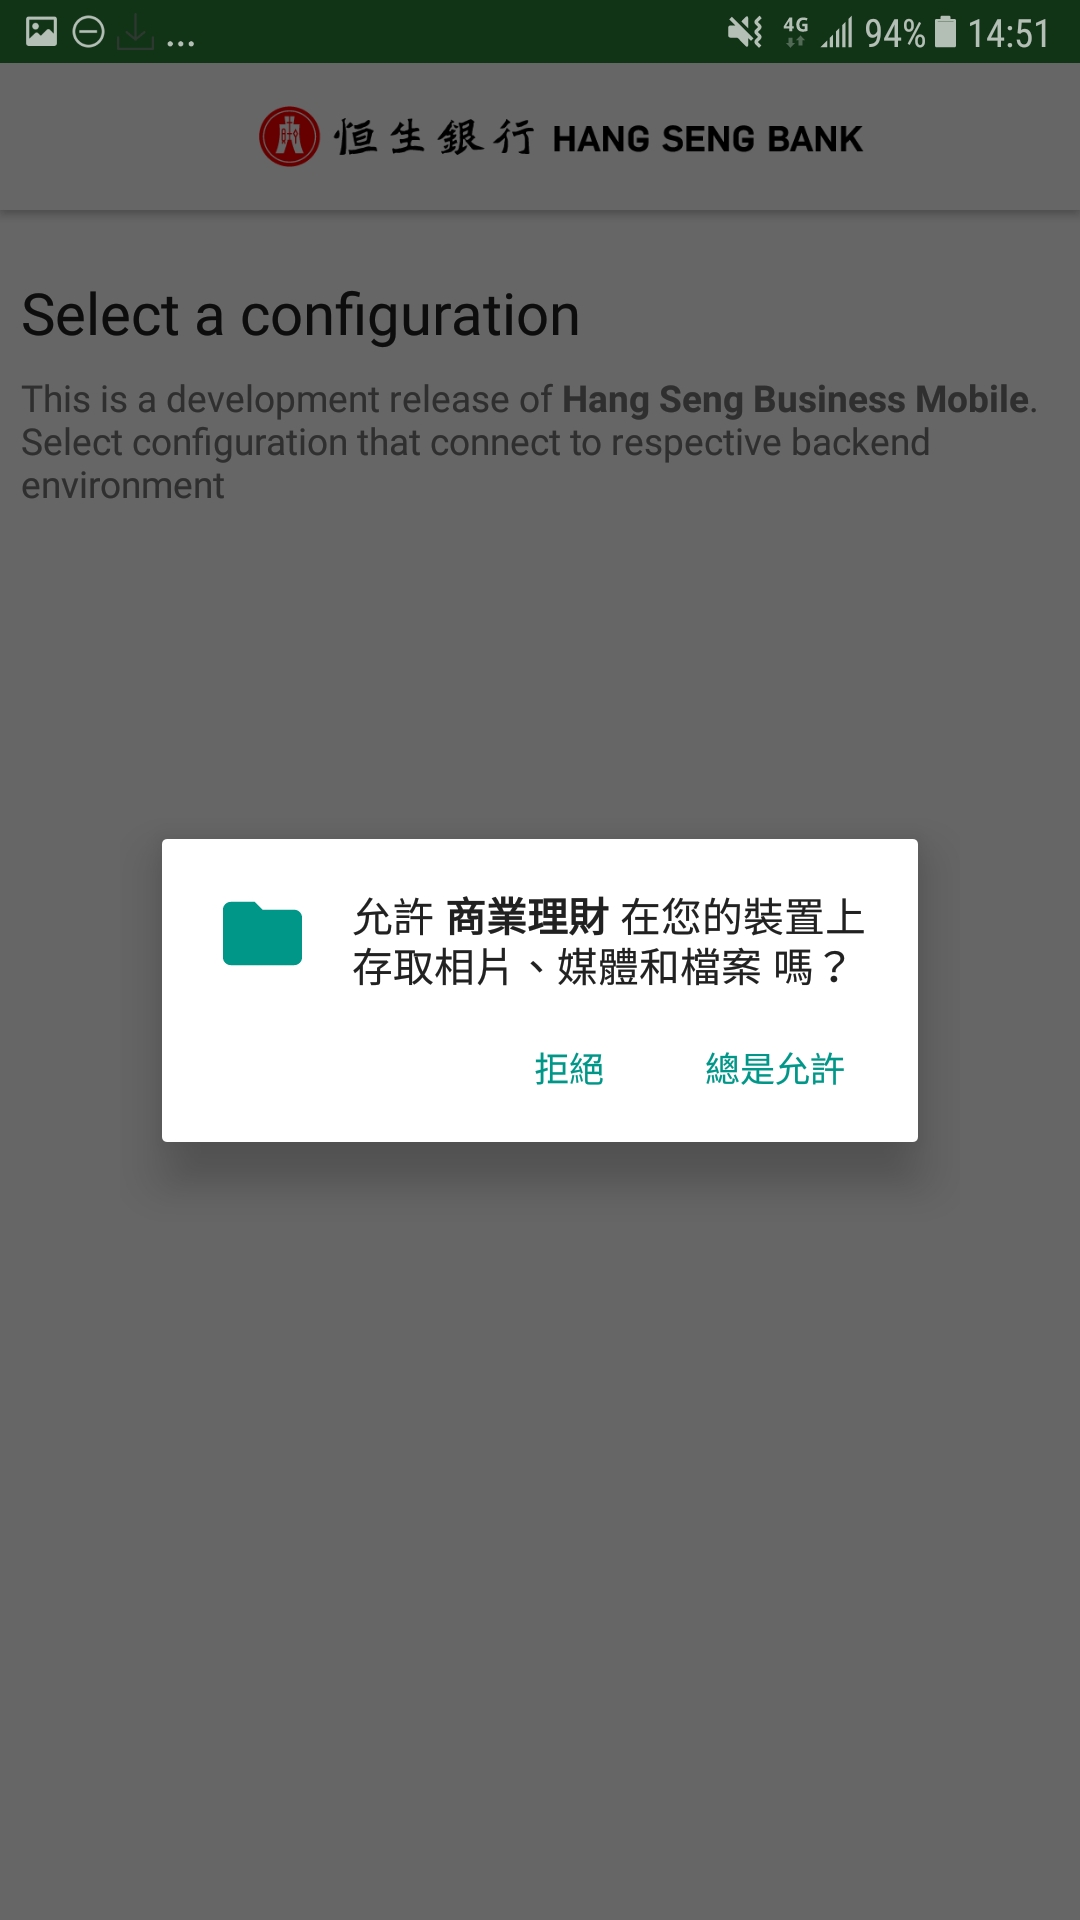 ... 4G 94% 14:51
恒生銀行 HANG SENG BANK
Select a configuration
This is a development release of Hang Seng Business Mobile.
Select configuration that connect to respective backend
environment
允許 商業理財 在您的裝置上
存取相片、媒體和檔案 嗎？
拒絕 總是允許